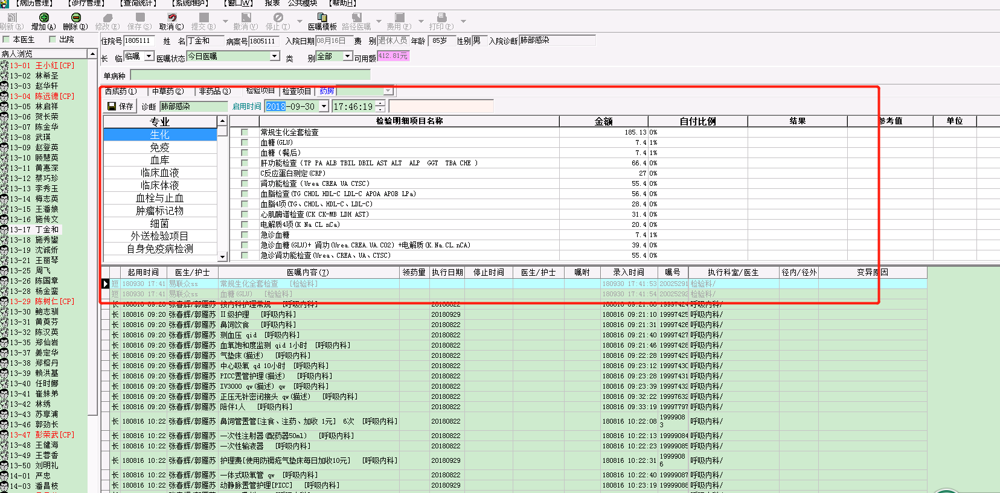 【病历管理】 【诊疗管理】 【查询统计】 【系统维护】 【窗口W】 报表 公共模块 【帮助H】
刷新(R) 增加(A) 删除(D) 修改(E) 保存(S) 取消(C) 提交(B) 撤消(V) 停止(T) 医嘱模板 路径医嘱 费用(F) 打印(P)
本医生 出院
住院号 1805111 姓 名 丁金和 病案号 1805111 入院日期 08月16日 费 别 退休人员 年龄 85岁 性别 男 入院诊断 肺部感染
长 临 临嘱 医嘱状态 今日医嘱 类 别 全部 可用额 412.81元
单病种
病人浏览
13-01 王小红[CP]
13-02 林希圣
13-03 赵华轩
13-04 陈远德[CP]
13-05 林启祥
13-06 贺长荣
13-07 陈金华
13-08 武瑛
13-09 赵登英
13-10 顾慧英
13-11 黄惠深
13-12 蔡巧珍
13-13 李秀玉
13-14 梅志英
13-15 王潘娘
13-16 施传文
13-17 丁金和
13-18 施秀鑾
13-19 沈诚炘
13-21 王丽琴
13-25 周飞
13-26 陈国章
13-28 杨金銮
13-29 陈树仁[CP]
13-30 鲍志驯
13-31 黄莫芬
13-32 陈汉英
13-35 郑仙岩
13-37 姜定华
13-38 郑榕丹
13-39 赖洪基
13-40 任时娜
13-41 崔妹弟
13-42 林绣
13-43 苏享浦
13-46 郭劲长
13-47 彭荣武[CP]
13-48 王健海
13-49 王蓉香
13-50 刘明礼
14-01 严忠
14-03 潘昌枝
西成药(1) 中草药(2) 非药品(3) 检验项目 检查项目 药房
保存 诊断 肺部感染 启用时间 2018-09-30 17:46:19
专业
生化
免疫
血库
临床血液
临床体液
血栓与止血
肿瘤标记物
细菌
外送检验项目
自身免疫病检测
检验明细项目名称 金额 自付比例 结果 参考值 单位
常规生化全套检查 185.13 0%
血糖(GLU) 7.4 1%
血糖（餐后） 7.4 1%
肝功能检查（TP PA ALB TBIL DBIL AST ALT ALP GGT TBA CHE ) 66.4 0%
C反应蛋白测定(CRP) 27 0%
肾功能检查（Urea CREA UA CYSC) 55.4 0%
血脂检查(TG CHOL HDL-C LDL-C APOA APOB LPa) 56.4 0%
血脂4项(TG、CHOL、HDL-C、LDL-C) 28.4 0%
心肌酶谱检查(CK CK-MB LDH AST) 31.4 0%
电解质4项(K Na CL nCa) 20.4 0%
急诊血糖 7.4 1%
急诊血糖(GLU)+ 肾功(Urea.CREA.UA.CO2) +电解质(K.Na.CL.nCA) 39.4 0%
急诊肾功能检查(Urea、CREA、UA、CYSC) 55.4 0%
起用时间 医生/护士 医嘱内容(7) 领药量 执行日期 停止时间 医生/护士 嘱咐 录入时间 嘱号 执行科室/医生 径内/径外 变异原因
短 180930 17:41 易联众ss 常规生化全套检查 [检验科] 180930 17:41:53 20025291 检验科/
短 180930 17:41 易联众ss 血糖(GLU) [检验科] 180930 17:41:54 20025292 检验科/
长 180816 09:20 张春辉/郭雁苏 按内科护理常规 [呼吸内科] 20180822 180816 09:21:08 19997424 呼吸内科/
长 180816 09:20 张春辉/郭雁苏 II级护理 [呼吸内科] 20180929 180816 09:21:10 19997425 呼吸内科/
长 180816 09:20 张春辉/郭雁苏 鼻饲饮食 [呼吸内科] 20180822 180816 09:21:31 19997426 呼吸内科/
长 180816 09:20 张春辉/郭雁苏 测血压 qid [呼吸内科] 20180822 180816 09:21:40 19997427 呼吸内科/
长 180816 09:20 张春辉/郭雁苏 血氧饱和度监测 qid 1小时 [呼吸内科] 20180822 180816 09:21:46 19997428 呼吸内科/
长 180816 09:20 张春辉/郭雁苏 气垫床(描述) [呼吸内科] 20180822 180816 09:22:28 19997429 呼吸内科/
长 180816 09:20 张春辉/郭雁苏 中心吸氧 qd 10小时 [呼吸内科] 20180822 180816 09:23:12 19997430 呼吸内科/
长 180816 09:20 张春辉/郭雁苏 PICC置管护理(描述) [呼吸内科] 20180822 180816 09:23:28 19997431 呼吸内科/
长 180816 09:20 张春辉/郭雁苏 IV3000 qw(描述) qw [呼吸内科] 20180822 180816 09:23:39 19997432 呼吸内科/
长 180816 09:20 张春辉/郭雁苏 正压无针密闭接头 qw(描述) [呼吸内科] 20180822 180816 09:32:22 19997632 呼吸内科/
长 180816 09:20 张春辉/郭雁苏 陪伴1人 [呼吸内科] 20180822 180816 09:33:19 19997797 呼吸内科/
长 180816 10:22 张春辉/郭雁苏 鼻饲管置管[注食、注药、加收 1元] 6次 [呼吸内科] 20180822 180816 10:22:08 19999083 呼吸内科/
长 180816 10:22 张春辉/郭雁苏 一次性注射器(配药器50ml) [呼吸内科] 20180822 180816 10:22:13 19999084 呼吸内科/
长 180816 10:22 张春辉/郭雁苏 一次性输液器 [呼吸内科] 20180822 180816 10:22:23 19999085 呼吸内科/
长 180816 10:22 张春辉/郭雁苏 护理费[使用防褥疮气垫床每日加收10元] [呼吸内科] 20180929 180816 10:22:31 19999086 呼吸内科/
长 180816 10:22 张春辉/郭雁苏 一体式吸氧管 qw [呼吸内科] 20180822 180816 10:22:40 19999087 呼吸内科/
长 180816 10:22 张春辉/郭雁苏 动静脉置管护理[PICC] [呼吸内科] 20180929 180816 10:23:19 19999088 呼吸内科/